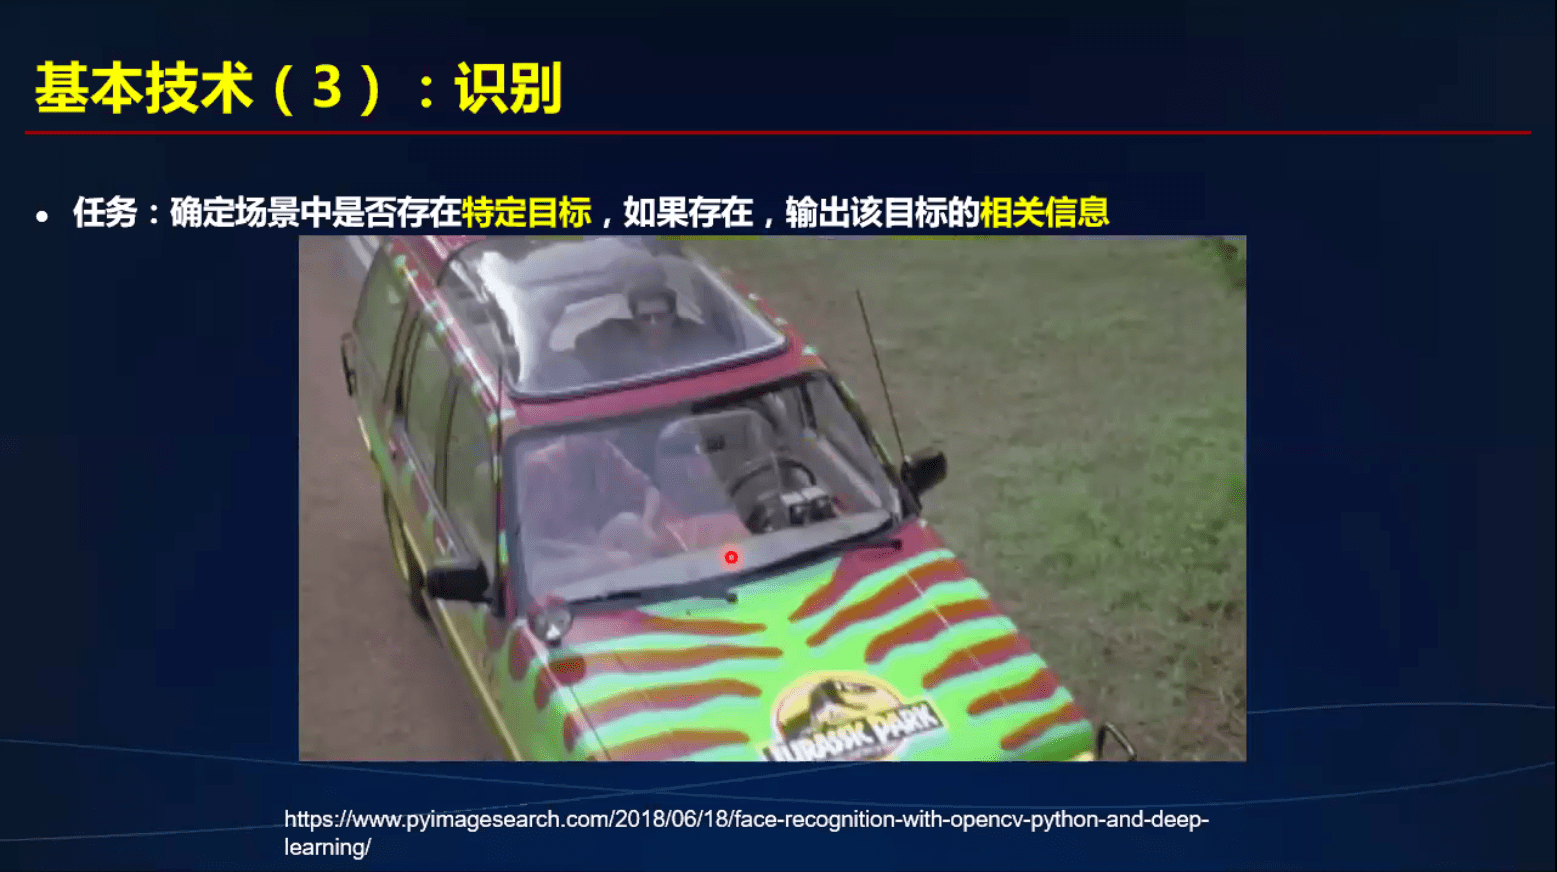 基本技术（3）：识别
• 任务：确定场景中是否存在特定目标，如果存在，输出该目标的相关信息
JURASSIC PARK
https://www.pyimagesearch.com/2018/06/18/face-recognition-with-opencv-python-and-deep-
learning/